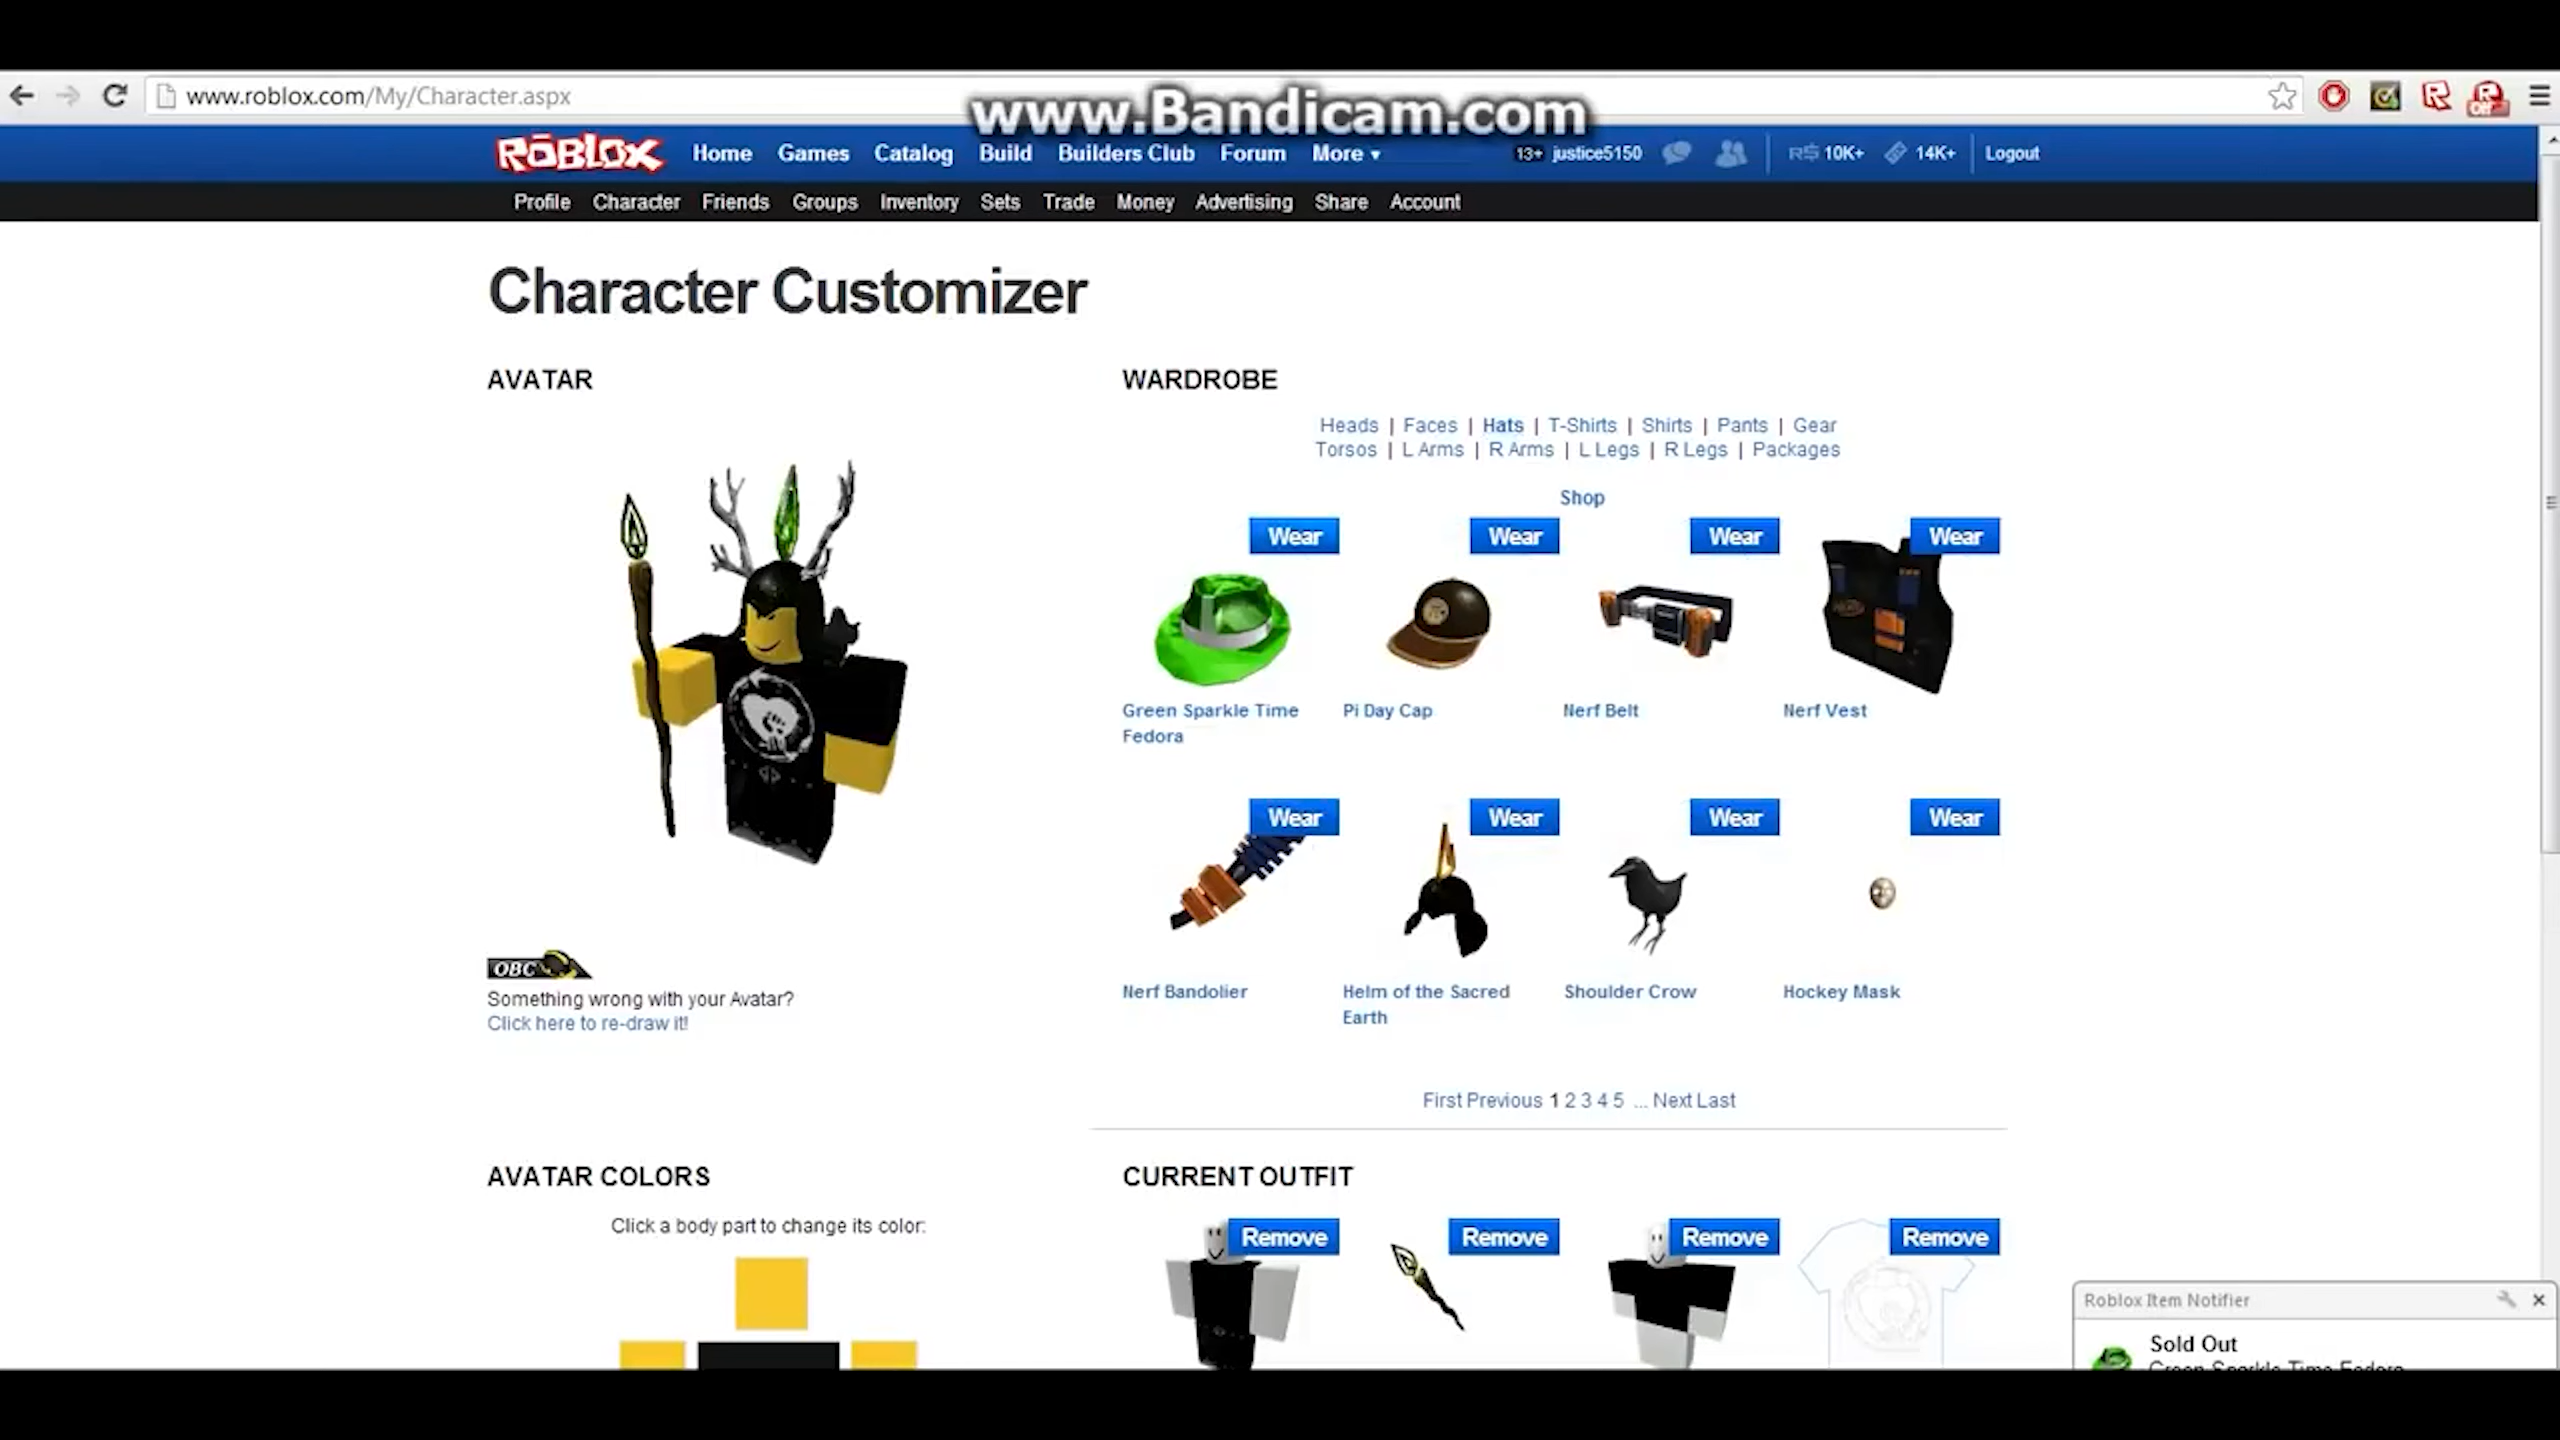 www.roblox.com/My/Character.aspx
www.Bandicam.com
ROBLOX Home Games Catalog Build Builders Club Forum More 13+ justice5150 R$ 10K+ 14K+ Logout
Profile Character Friends Groups Inventory Sets Trade Money Advertising Share Account
Character Customizer
AVATAR
WARDROBE
Heads | Faces | Hats | T-Shirts | Shirts | Pants | Gear
Torsos | L Arms | R Arms | L Legs | R Legs | Packages
Shop
Wear Wear Wear Wear
Green Sparkle Time Fedora
Pi Day Cap
Nerf Belt
Nerf Vest
Wear Wear Wear Wear
Nerf Bandolier
Helm of the Sacred Earth
Shoulder Crow
Hockey Mask
OBC
Something wrong with your Avatar?
Click here to re-draw it!
First Previous 1 2 3 4 5 ... Next Last
AVATAR COLORS
Click a body part to change its color:
CURRENT OUTFIT
Remove Remove Remove Remove
Roblox Item Notifier
Sold Out
Green Sparkle Time Fedora